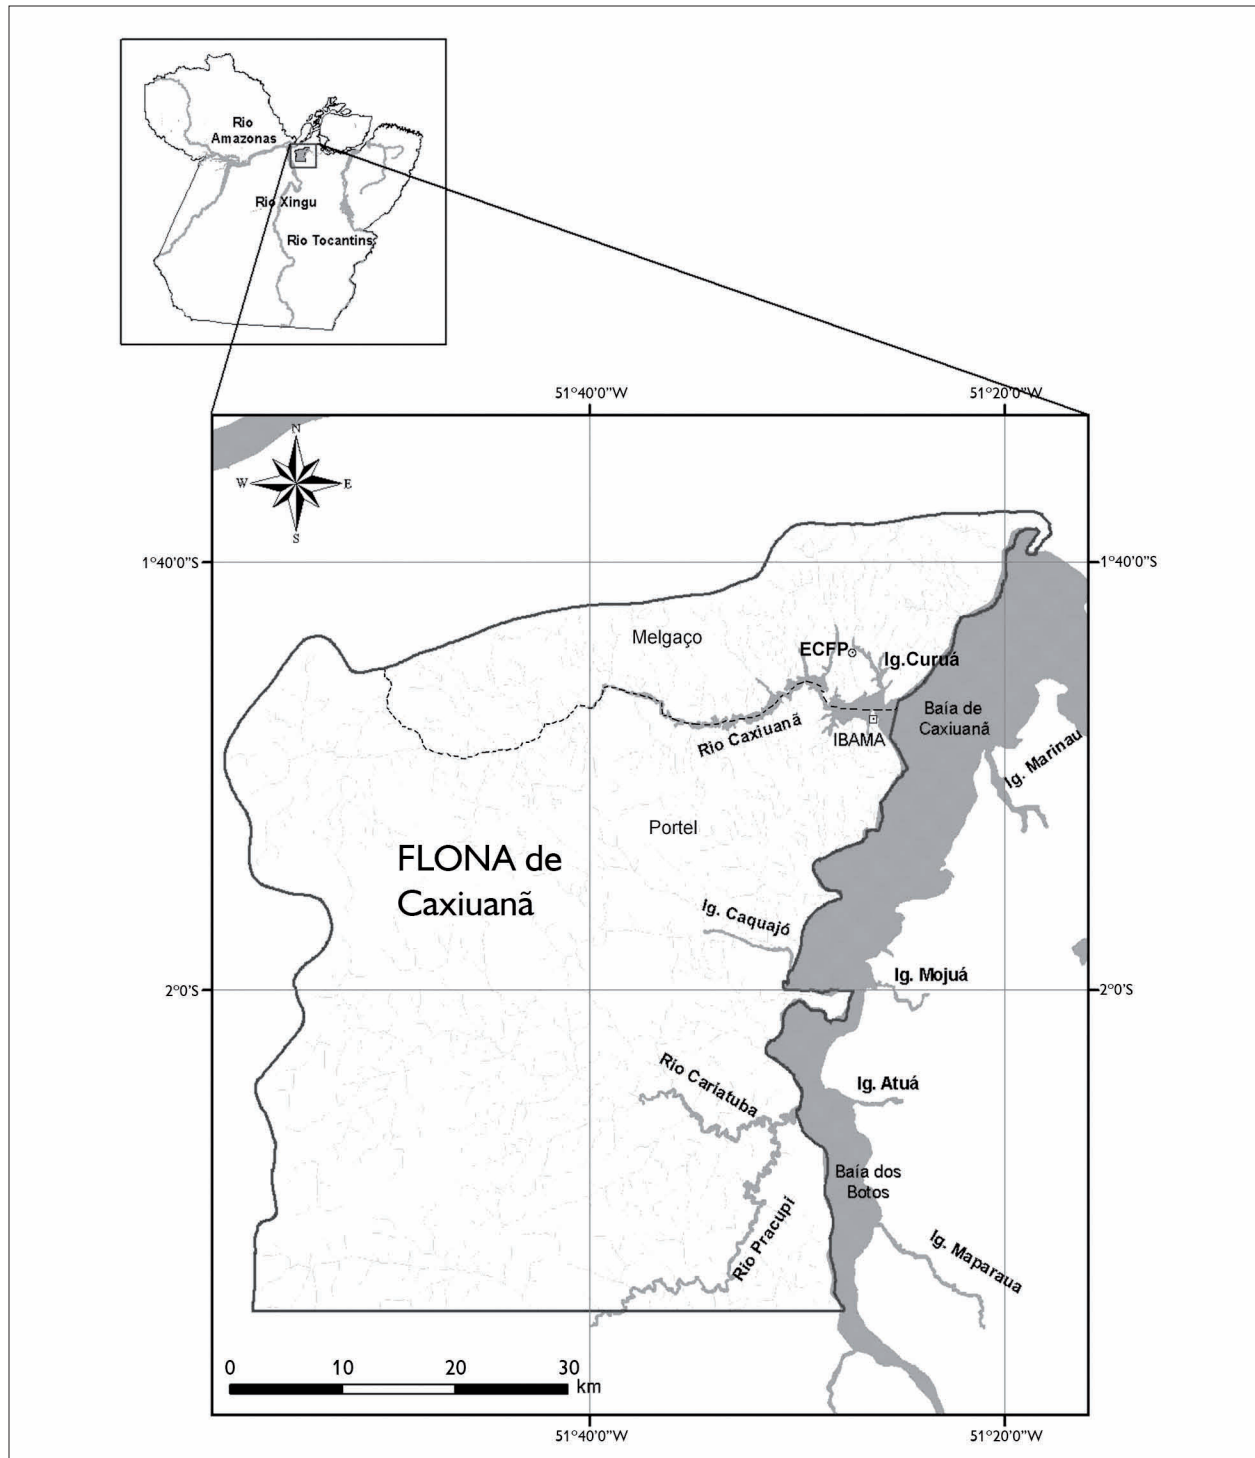 Rio
Amazonas
Rio Xingu
Rio Tocantins
51°40'0"W
51°20'0"W
N
W
E
S
1°40'0"S
1°40'0"S
Melgaço
ECFP
Ig.Curuá
Baía de
Caxiuanã
Rio Caxiuanã
IBAMA
Ig. Marinau
Portel
FLONA de
Caxiuanã
Ig. Caquajó
Ig. Mojuá
2°0'S
2°0'S
Rio Cariatuba
Ig. Atuá
Baía dos
Botos
Rio Pracupi
Ig. Maparaua
0
10
20
30
km
51°40'0"W
51°20'0"W